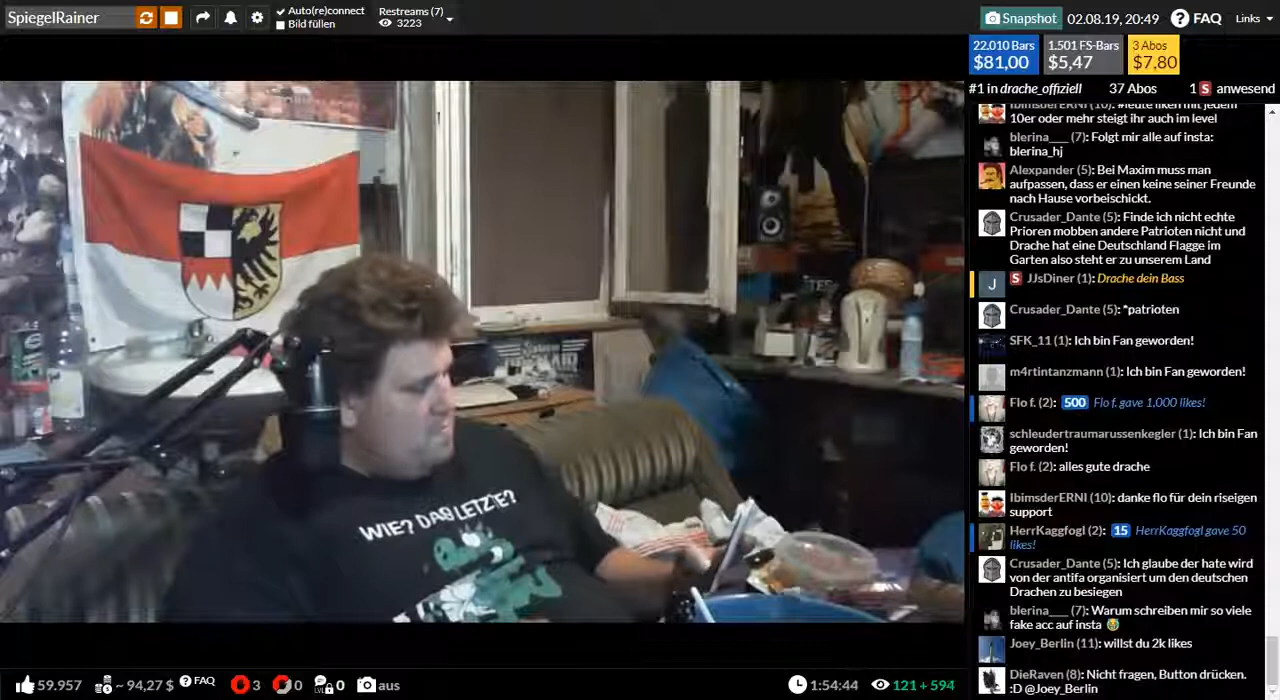 SpiegelRainer
Auto(re)connect
Bild füllen
Restreams (7)
3223
Snapshot
02.08.19, 20:49
FAQ
Links
22.010 Bars
$81,00
1.501 FS-Bars
$5,47
3 Abos
$7,80
#1 in drache_offiziell
37 Abos
1 S anwesend
IbimsderERNI (10): #leute liken mit jedem
10er oder mehr steigt ihr auch im level
blerina___ (7): Folgt mir alle auf insta:
blerina_hj
Alexpander (5): Bei Maxim muss man
aufpassen, dass er einen keine seiner Freunde
nach Hause vorbeischickt.
Crusader_Dante (5): Finde ich nicht echte
Prioren mobben andere Patrioten nicht und
Drache hat eine Deutschland Flagge im
Garten also steht er zu unserem Land
J
S JJsDiner (1): Drache dein Bass
Crusader_Dante (5): *patrioten
SFK_11 (1): Ich bin Fan geworden!
m4rtintanzmann (1): Ich bin Fan geworden!
Flo f. (2): 500 Flo f. gave 1,000 likes!
schleudertraumarussenkegler (1): Ich bin Fan
geworden!
Flo f. (2): alles gute drache
IbimsderERNI (10): danke flo für dein riseigen
support
HerrKaggfogl (2): 15 HerrKaggfogl gave 50
likes!
Crusader_Dante (5): Ich glaube der hate wird
von der antifa organisiert um den deutschen
Drachen zu besiegen
blerina___ (7): Warum schreiben mir so viele
fake acc auf insta
Joey_Berlin (11): willst du 2k likes
DieRaven (8): Nicht fragen, Button drücken.
:D @Joey_Berlin
WIE? DAS LETZTE?
59.957
~ 94,27 $
FAQ
3
0
aus
1:54:44
121 + 594